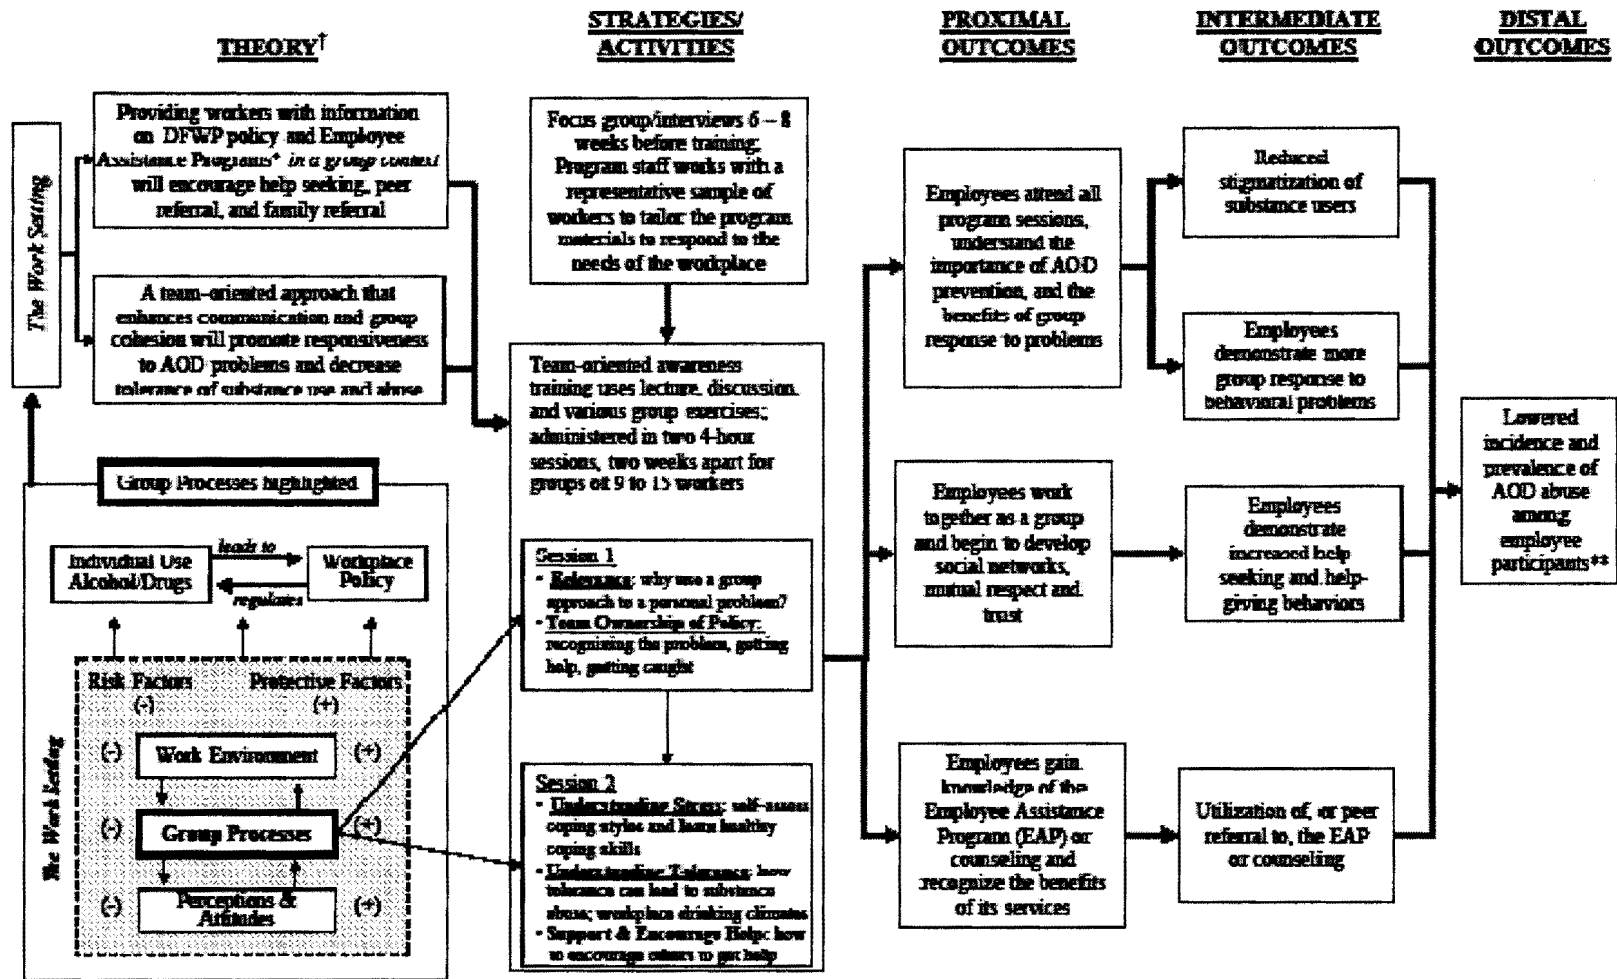 THEORY†
STRATEGIES/
ACTIVITIES
PROXIMAL
OUTCOMES
INTERMEDIATE
OUTCOMES
DISTAL
OUTCOMES
The Work Setting
Providing workers with information
on DFWP policy and Employee
Assistance Programs* in a group context
will encourage help seeking, peer
referral, and family referral
A team-oriented approach that
enhances communication and group
cohesion will promote responsiveness
to AOD problems and decrease
tolerance of substance use and abuse
Group Processes highlighted
Individual Use
Alcohol/Drugs
leads to
regulates
Workplace
Policy
The Work Setting
Risk Factors
(-)
Protective Factors
(+)
(-)
Work Environment
(+)
(-)
Group Processes
(+)
(-)
Perceptions &
Attitudes
(+)
Focus group/interviews 6 – 8
weeks before training;
Program staff works with a
representative sample of
workers to tailor the program
materials to respond to the
needs of the workplace
Team-oriented awareness
training uses lecture, discussion,
and various group exercises;
administered in two 4-hour
sessions, two weeks apart for
groups of 9 to 15 workers
Session 1
• Relevance: why use a group
approach to a personal problem?
• Team Ownership of Policy:
recognizing the problem, getting
help, getting caught
Session 2
• Understanding Stress: self-assess
coping styles and learn healthy
coping skills
• Understanding Tolerance: how
tolerance can lead to substance
abuse; workplace drinking climates
• Support & Encourage Help: how
to encourage others to get help
Employees attend all
program sessions,
understand the
importance of AOD
prevention, and the
benefits of group
response to problems
Employees work
together as a group
and begin to develop
social networks,
mutual respect and
trust
Employees gain
knowledge of the
Employee Assistance
Program (EAP) or
counseling and
recognize the benefits
of its services
Reduced
stigmatization of
substance users
Employees
demonstrate more
group response to
behavioral problems
Employees
demonstrate
increased help
seeking and help-
giving behaviors
Utilization of, or peer
referral to, the EAP
or counseling
Lowered
incidence and
prevalence of
AOD abuse
among
employee
participants**